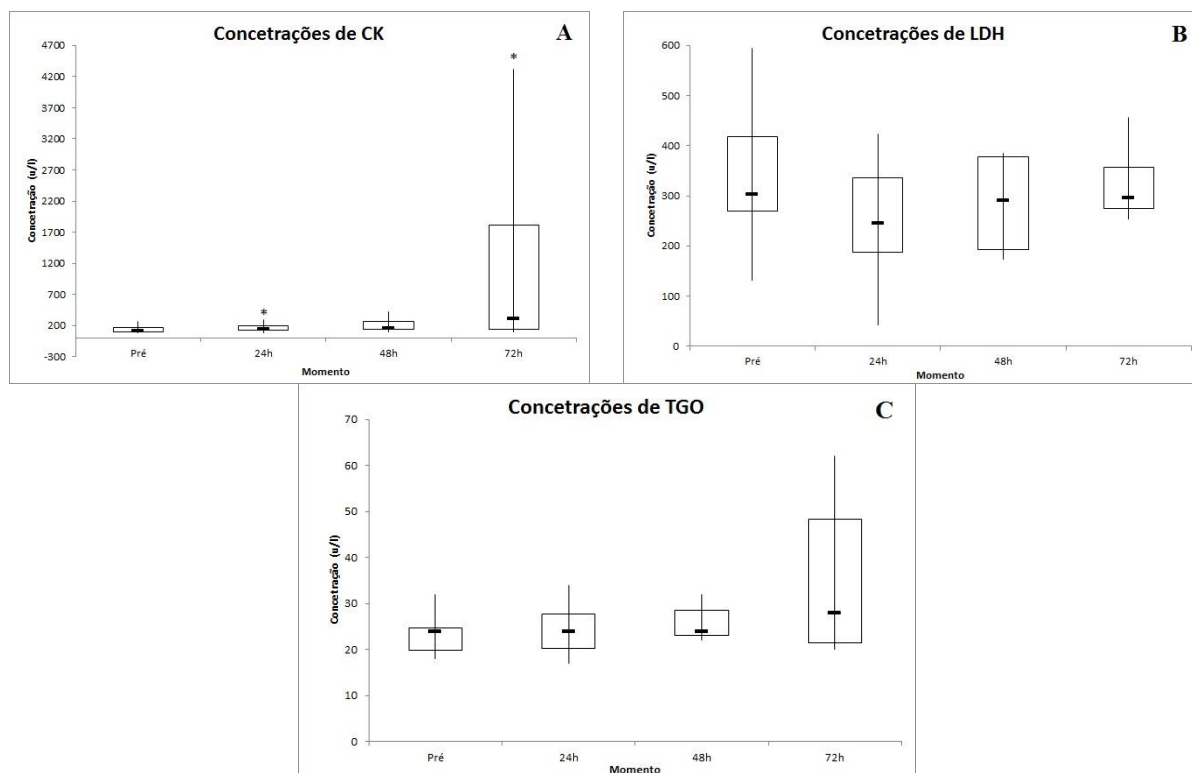 Concetrações de CK
A
Concetração (u/l)
4700
4200
3700
3200
2700
2200
1700
1200
700
200
-300
*
*
Pré 24h 48h 72h
Momento
Concetrações de LDH
B
Concetração (u/l)
600
500
400
300
200
100
0
Pré 24h 48h 72h
Momento
Concetrações de TGO
C
Concetração (u/l)
70
60
50
40
30
20
10
0
Pré 24h 48h 72h
Momento